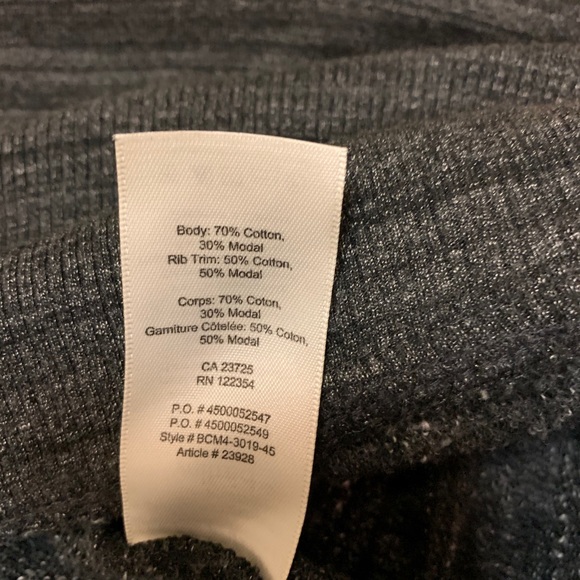 Body: 70% Cotton,
30% Modal
Rib Trim: 50% Cotton,
50% Modal
Corps: 70% Coton,
30% Modal
Garniture Côtelée: 50% Coton,
50% Modal
CA 23725
RN 122354
P.O. # 4500052547
P.O. # 4500052549
Style # BCM4-3019-45
Article # 23928